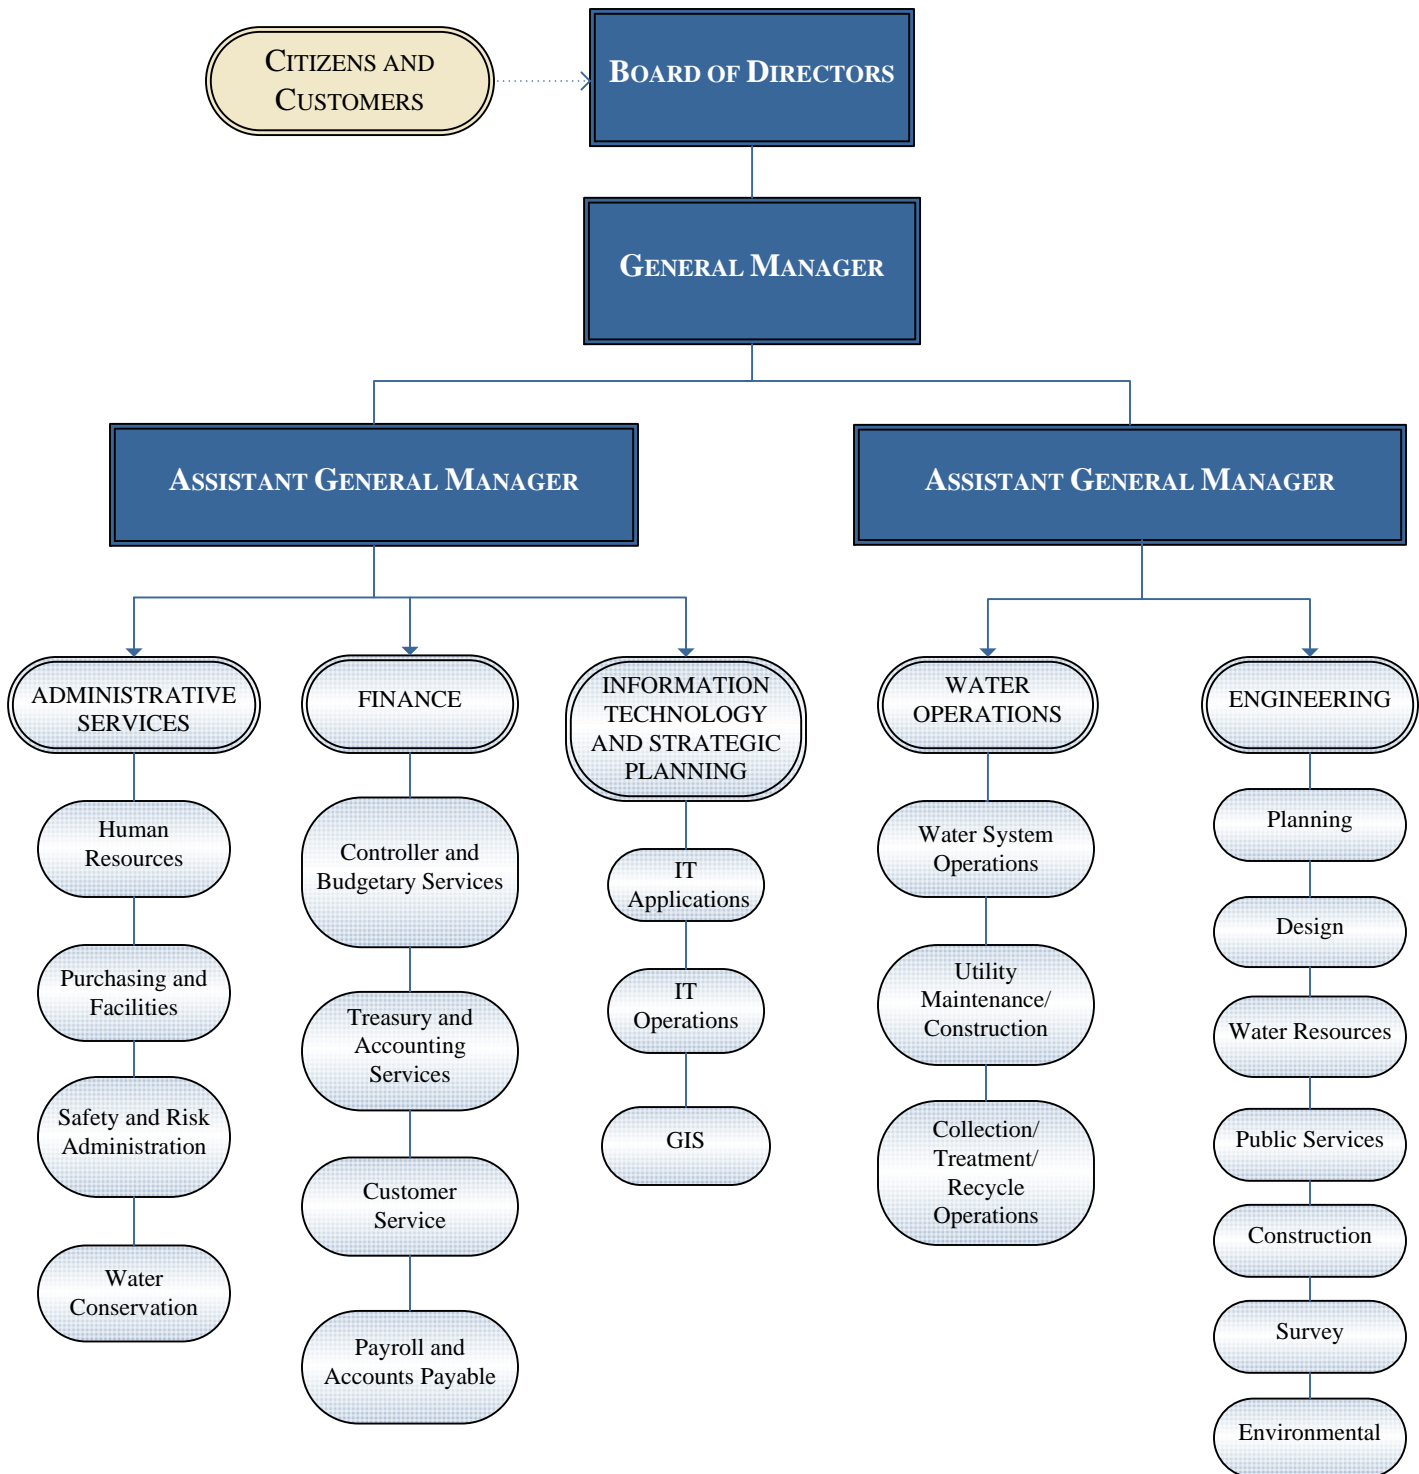 CITIZENS AND
CUSTOMERS
BOARD OF DIRECTORS
GENERAL MANAGER
ASSISTANT GENERAL MANAGER
ASSISTANT GENERAL MANAGER
ADMINISTRATIVE
SERVICES
Human
Resources
Purchasing and
Facilities
Safety and Risk
Administration
Water
Conservation
FINANCE
Controller and
Budgetary Services
Treasury and
Accounting
Services
Customer
Service
Payroll and
Accounts Payable
INFORMATION
TECHNOLOGY
AND STRATEGIC
PLANNING
IT
Applications
IT
Operations
GIS
WATER
OPERATIONS
Water System
Operations
Utility
Maintenance/
Construction
Collection/
Treatment/
Recycle
Operations
ENGINEERING
Planning
Design
Water Resources
Public Services
Construction
Survey
Environmental